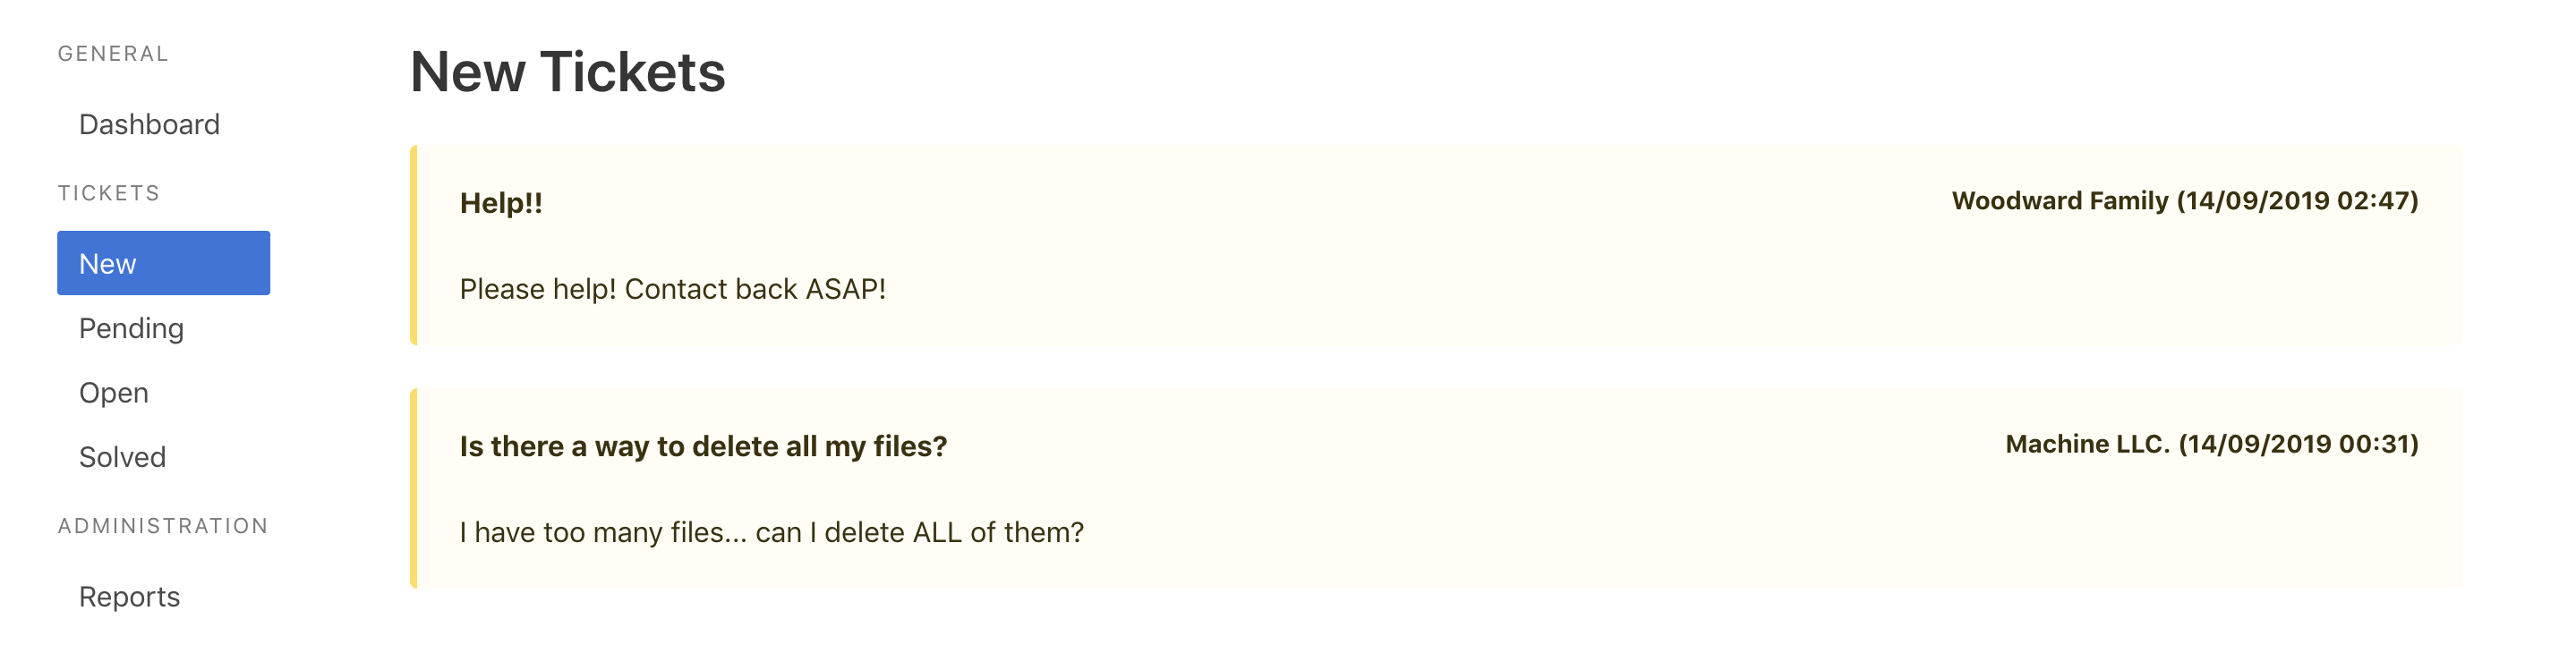 GENERAL
Dashboard
TICKETS
New
Pending
Open
Solved
ADMINISTRATION
Reports
New Tickets
Help!!
Woodward Family (14/09/2019 02:47)
Please help! Contact back ASAP!
Is there a way to delete all my files?
Machine LLC. (14/09/2019 00:31)
I have too many files... can I delete ALL of them?